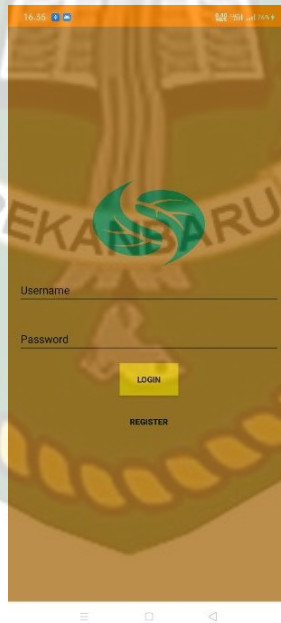 16.35
EKANBARU
Username
Password
LOGIN
REGISTER